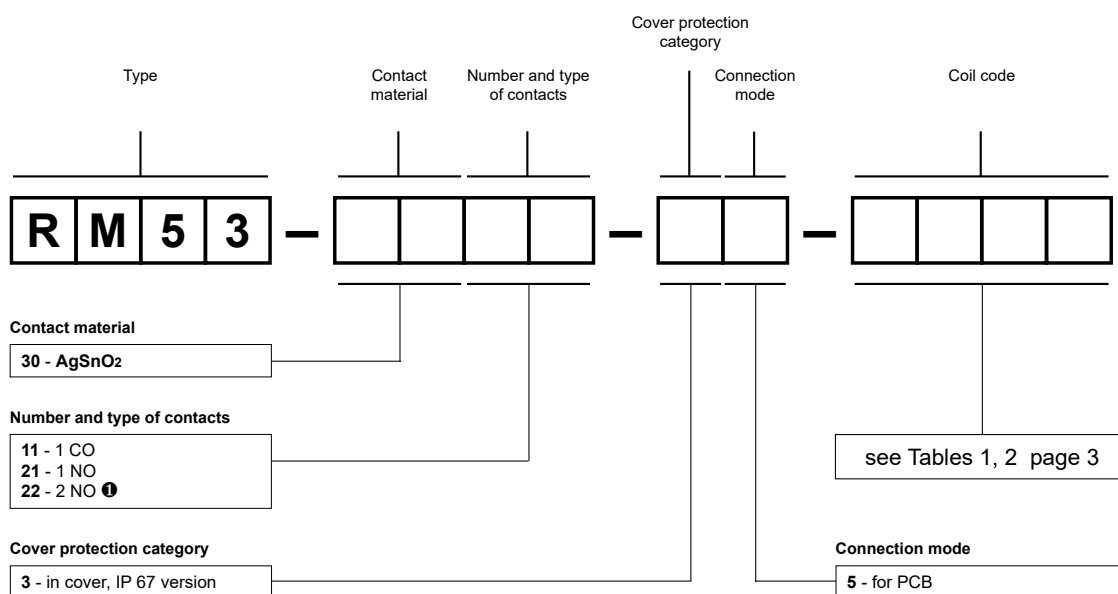 Cover protection
category
Type
Contact
material
Number and type
of contacts
Connection
mode
Coil code
R M 5 3 – –  –
Contact material
30 - AgSnO2
Number and type of contacts
11 - 1 CO
21 - 1 NO
22 - 2 NO ❶
see Tables 1, 2 page 3
Cover protection category
3 - in cover, IP 67 version
Connection mode
5 - for PCB